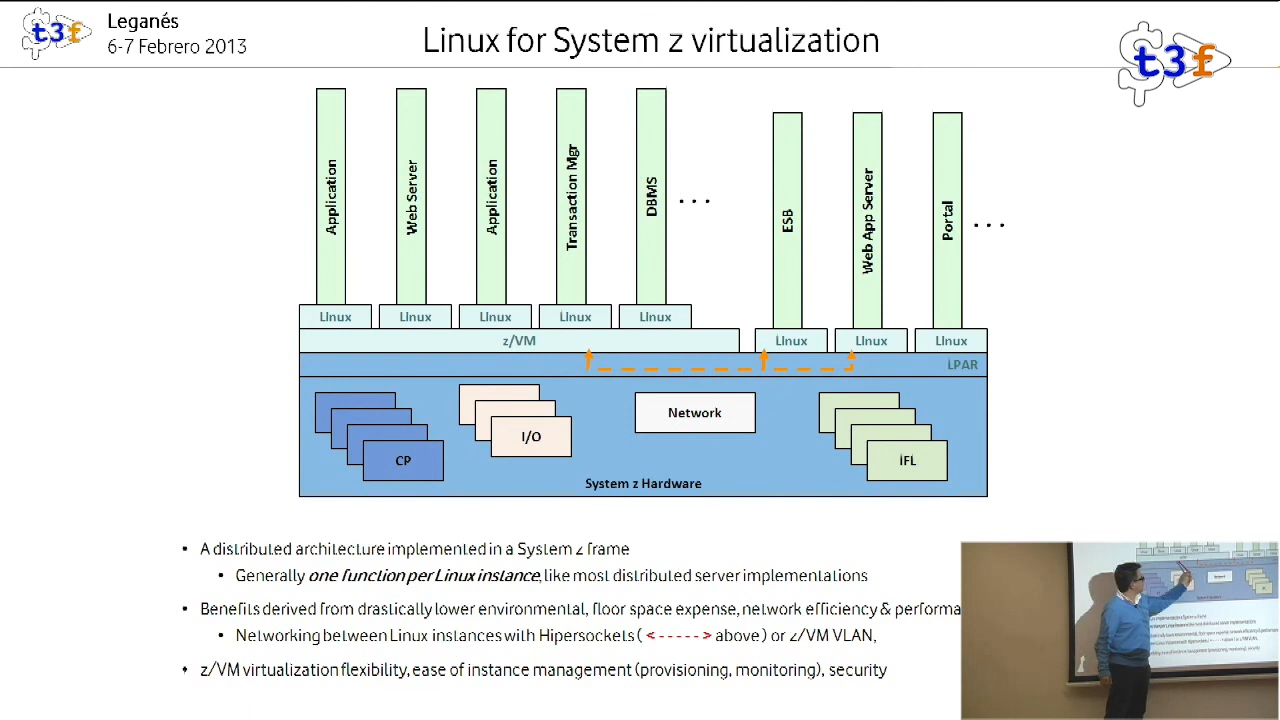 t3f
Leganés
6-7 Febrero 2013
Linux for System z virtualization
t3f
Application
Web Server
Application
Transaction Mgr
DBMS
...
ESB
Web App Server
Portal
...
LInux
LInux
LInux
LInux
LInux
z/VM
LInux
LInux
LInux
LPAR
CP
I/O
Network
IFL
System z Hardware
• A distributed architecture implemented in a System z frame
• Generally one function per Linux instance, like most distributed server implementations
• Benefits derived from drastically lower environmental, floor space expense, network efficiency & performa
• Networking between Linux instances with Hipersockets ( <-----> above ) or z/VM VLAN,
• z/VM virtualization flexibility, ease of instance management (provisioning, monitoring), security